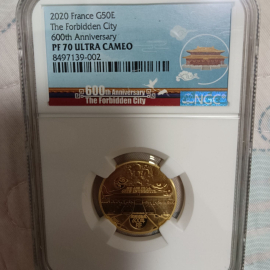 2020 France G50E
The Forbidden City
600th Anniversary
PF 70 ULTRA CAMEO
8497139-002
600th Anniversary
The Forbidden City
NGC